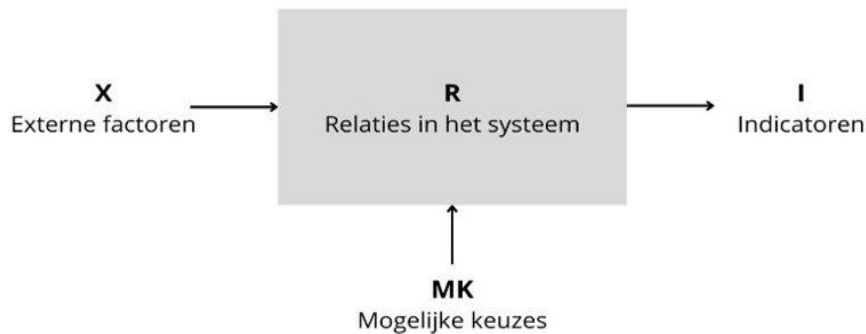 X
Externe factoren
R
Relaties in het systeem
I
Indicatoren
MK
Mogelijke keuzes